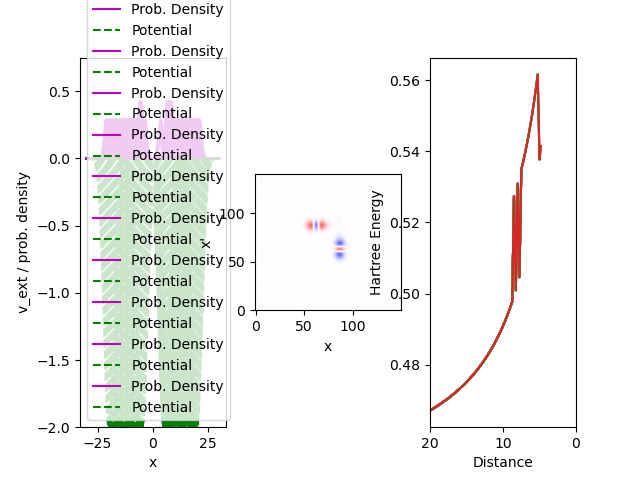 Prob. Density
Potential
Prob. Density
Potential
Prob. Density
Potential
Prob. Density
Potential
Prob. Density
Potential
Prob. Density
Potential
Prob. Density
Potential
Prob. Density
Potential
Prob. Density
Potential
Prob. Density
Potential
v_ext / prob. density
0.5
0.0
−0.5
−1.0
−1.5
−2.0
−25
0
25
x
x'
100
50
0
0
50
100
x
Hartree Energy
0.56
0.54
0.52
0.50
0.48
20
10
0
Distance